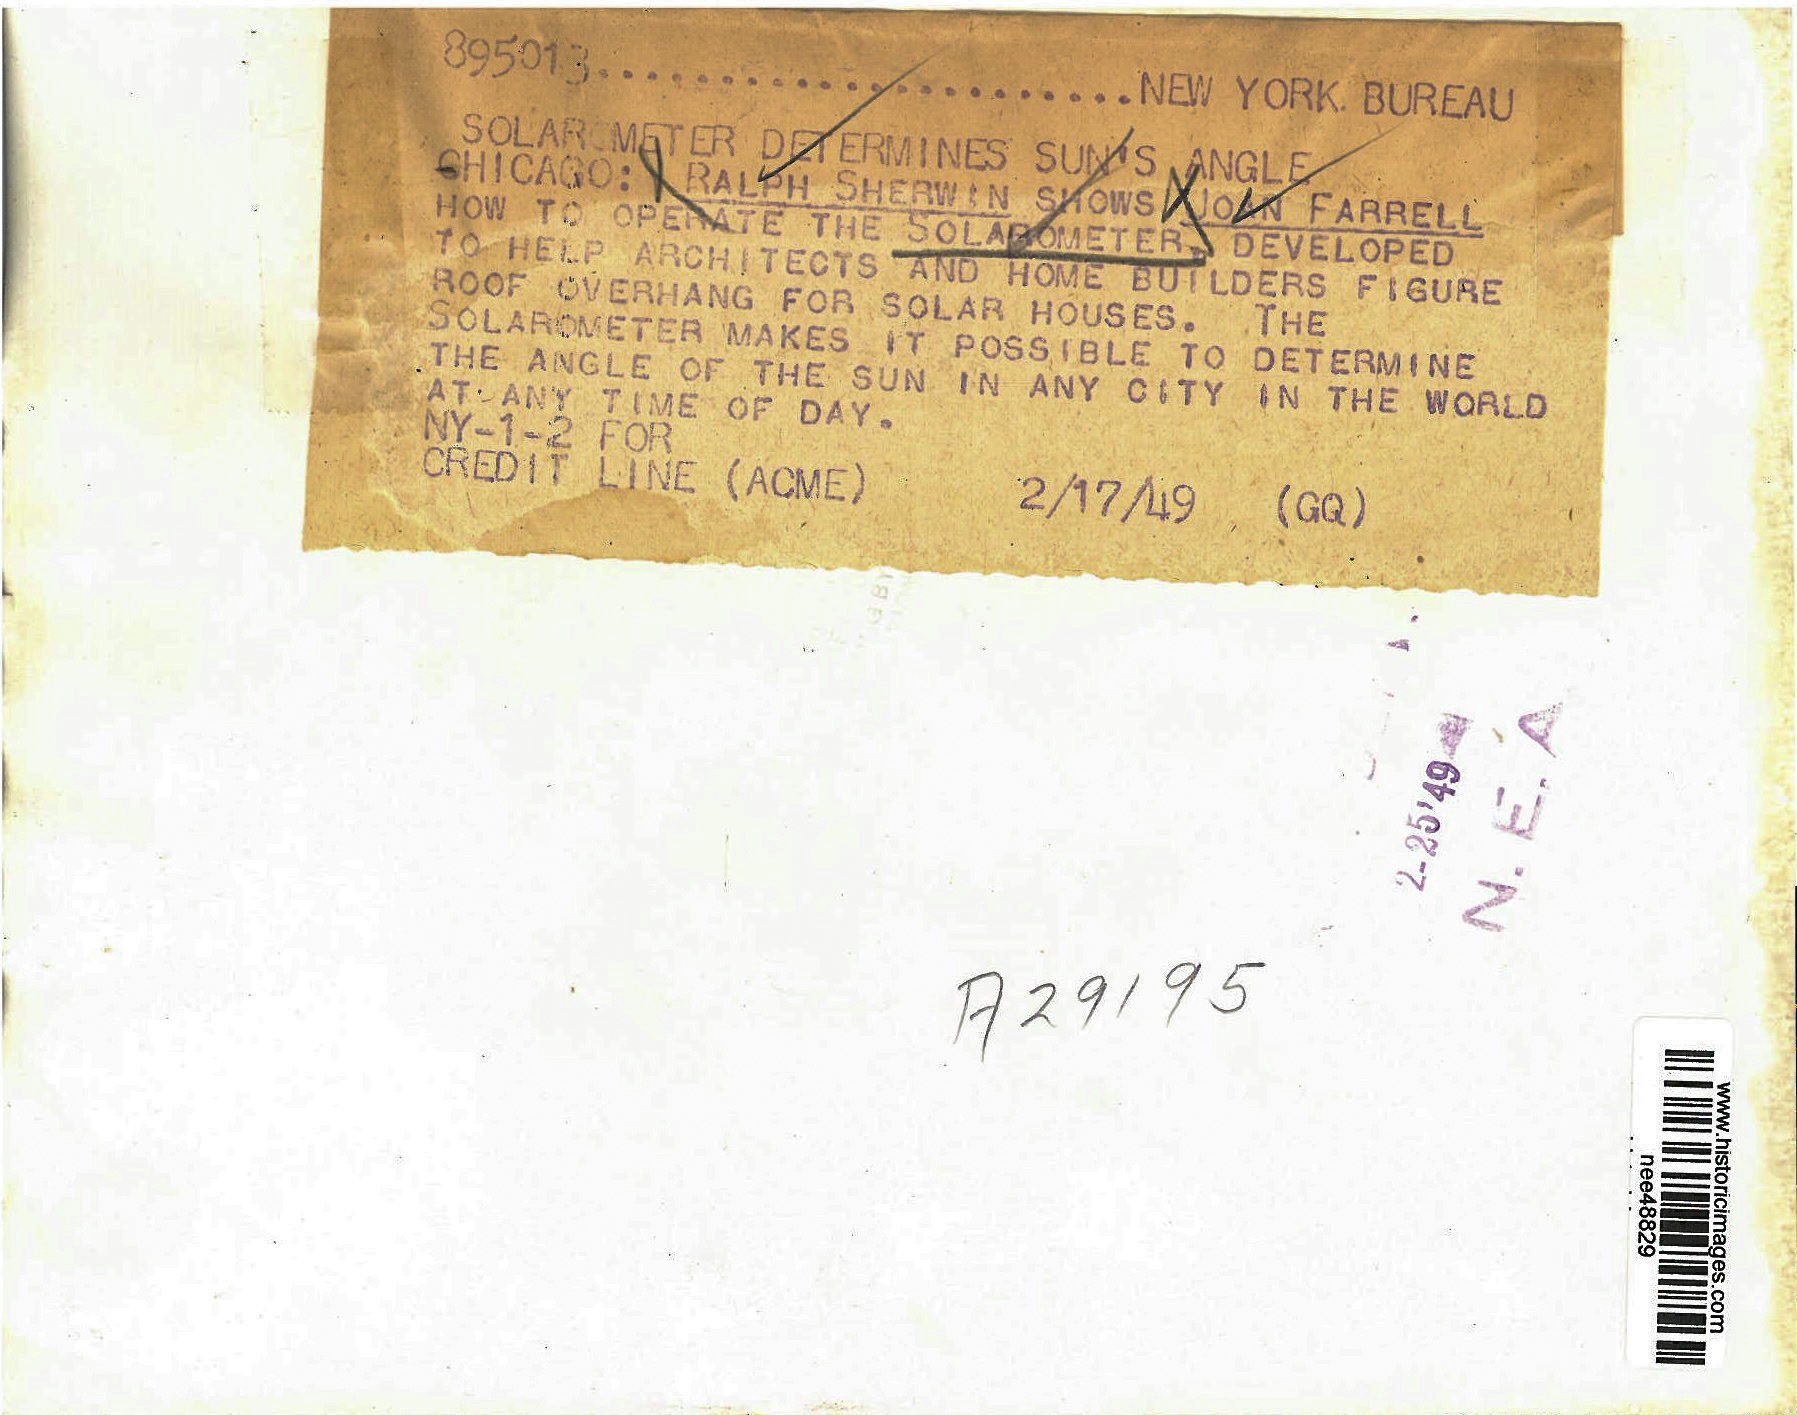 895013..............................NEW YORK BUREAU
SOLAROMETER DETERMINES SUN'S ANGLE
CHICAGO: RALPH SHERWIN SHOWS JOAN FARRELL
HOW TO OPERATE THE SOLAROMETER, DEVELOPED
TO HELP ARCHITECTS AND HOME BUILDERS FIGURE
ROOF OVERHANG FOR SOLAR HOUSES. THE
SOLAROMETER MAKES IT POSSIBLE TO DETERMINE
THE ANGLE OF THE SUN IN ANY CITY IN THE WORLD
AT ANY TIME OF DAY.
NY-1-2 FOR
CREDIT LINE (ACME) 2/17/49 (GQ)
2-25'49
N.E.A
A29195
www.historicimages.com
nee48829